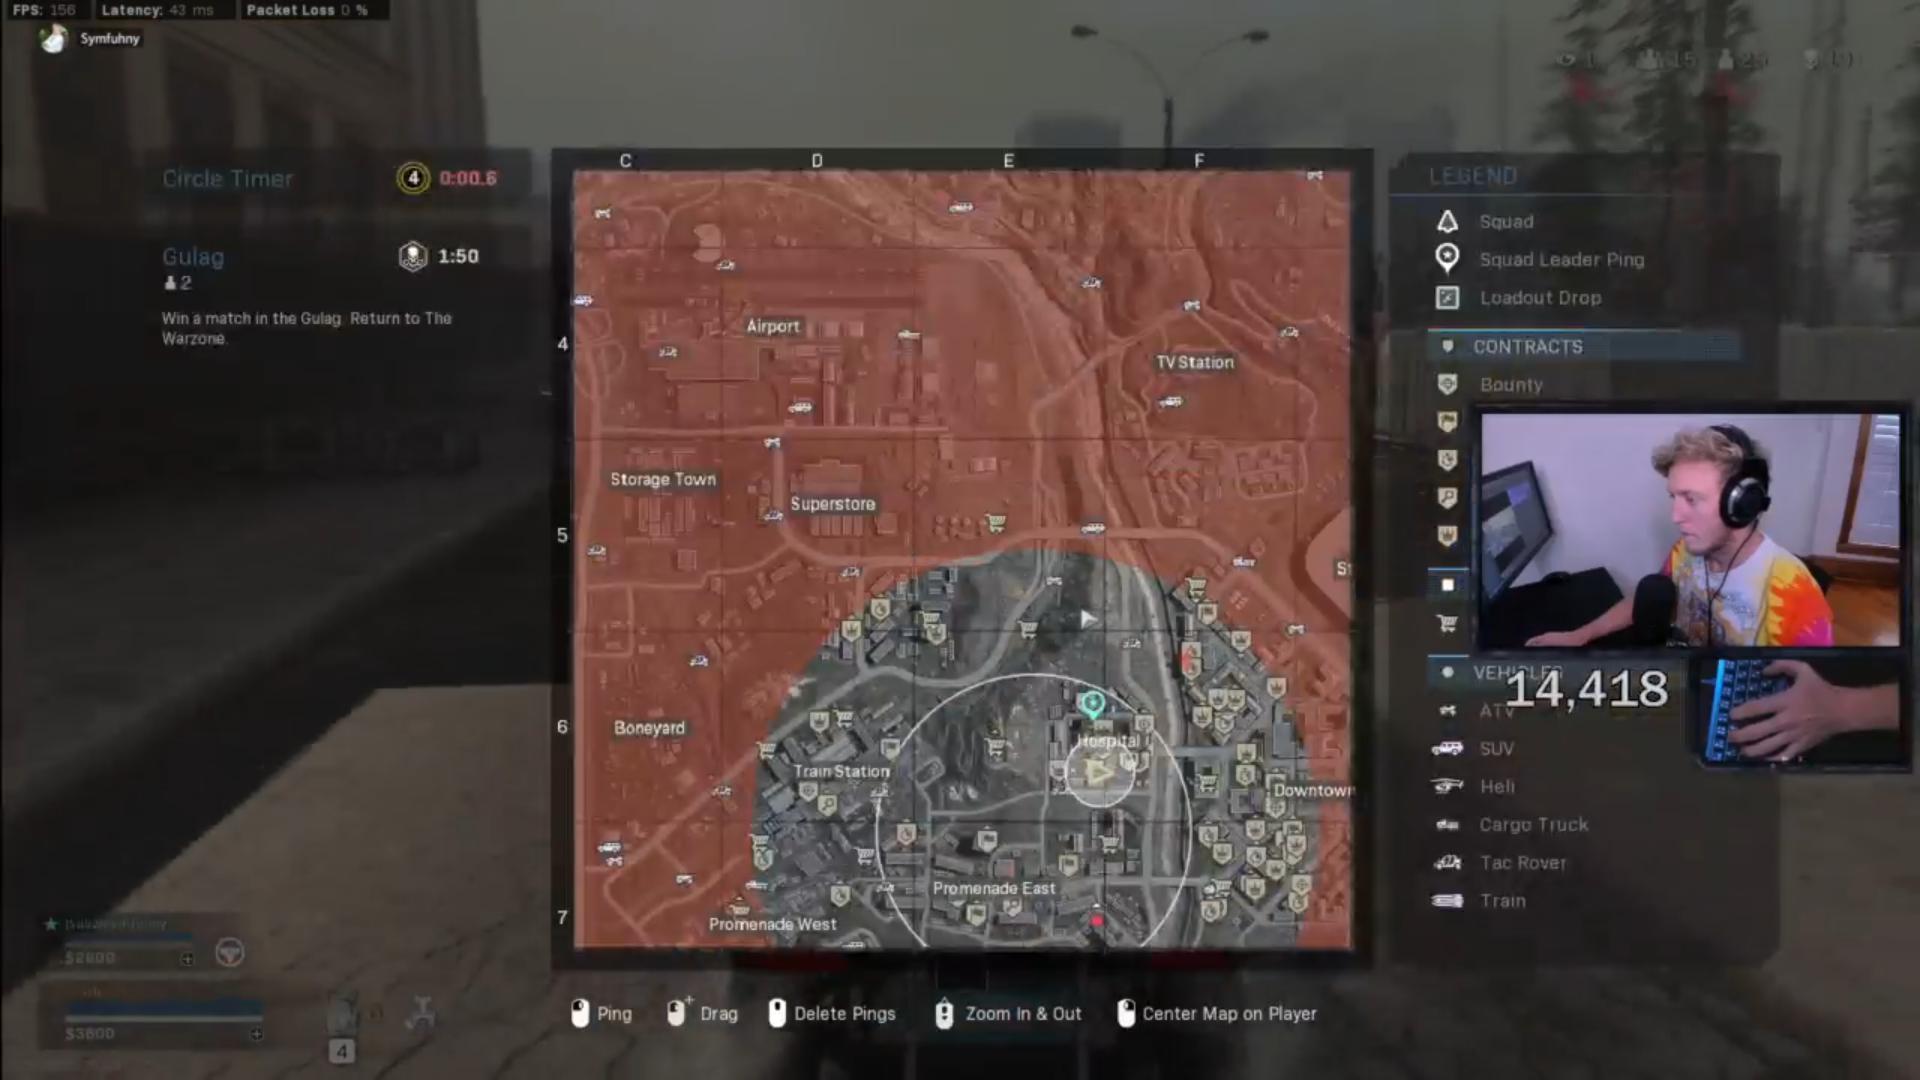 FPS: 156 Latency: 43 ms Packet Loss 0 %
Symfuhny
Circle Timer 4 0:00.6
Gulag 1:50
2
Win a match in the Gulag. Return to The
Warzone.
C D E F
4
5
6
7
Airport
TV Station
Storage Town
Superstore
St
Boneyard
Hospital
Train Station
Downtown
Promenade East
Promenade West
LEGEND
Squad
Squad Leader Ping
Loadout Drop
CONTRACTS
Bounty
VEHICLES
14,418
ATV
SUV
Heli
Cargo Truck
Tac Rover
Train
$2800
$3600
4
Ping Drag Delete Pings Zoom In & Out Center Map on Player